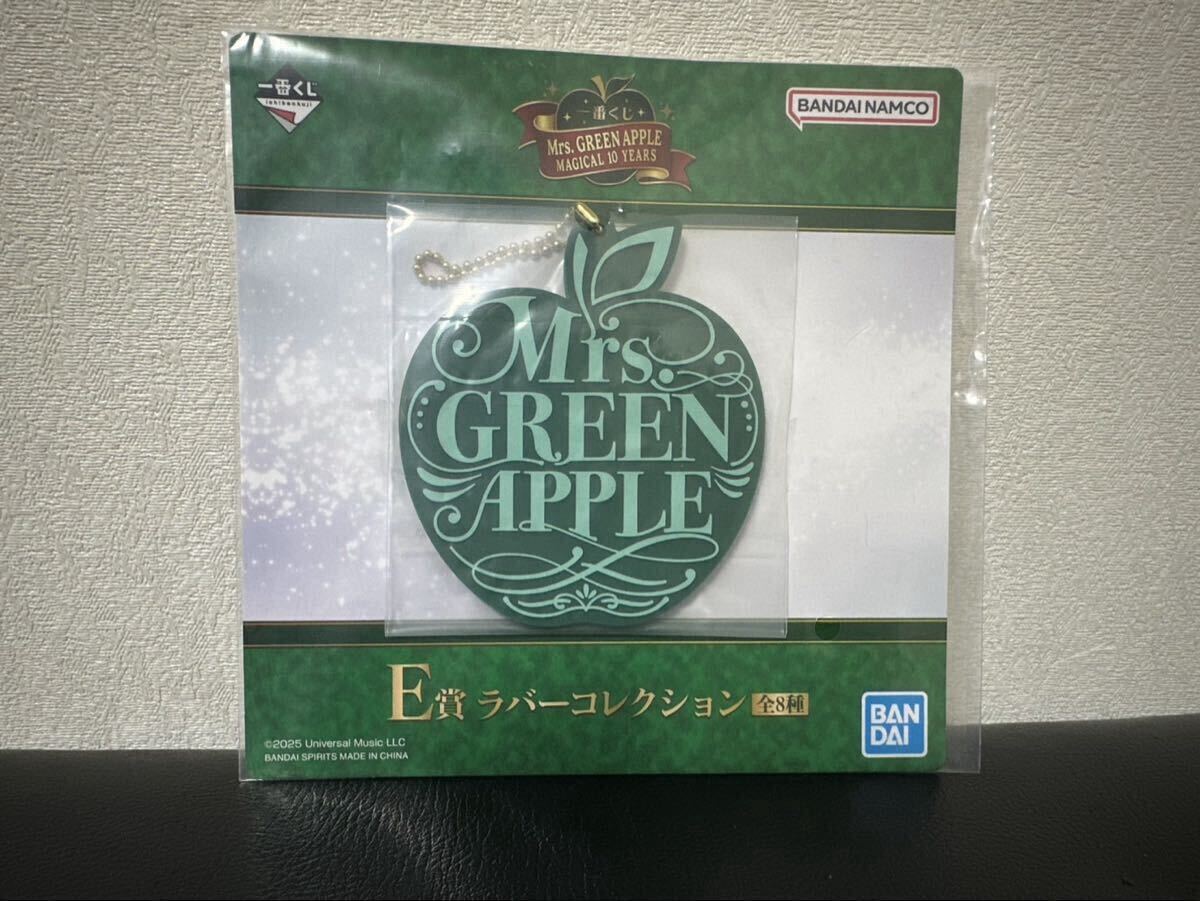 一番くじ
ichibankuji
一番くじ
Mrs. GREEN APPLE
MAGICAL 10 YEARS
BANDAI NAMCO
Mrs.
GREEN
APPLE
E賞 ラバーコレクション 全8種
©2025 Universal Music LLC
BANDAI SPIRITS MADE IN CHINA
BAN
DAI